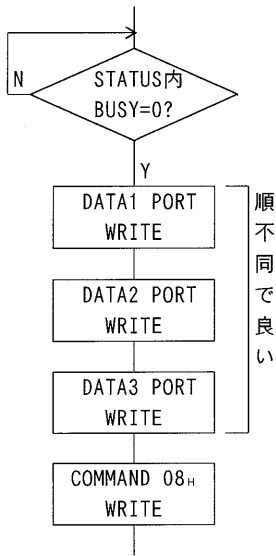 STATUS内
BUSY=0?
N
Y
DATA1 PORT
WRITE
DATA2 PORT
WRITE
DATA3 PORT
WRITE
順不同で良い
COMMAND 08H
WRITE